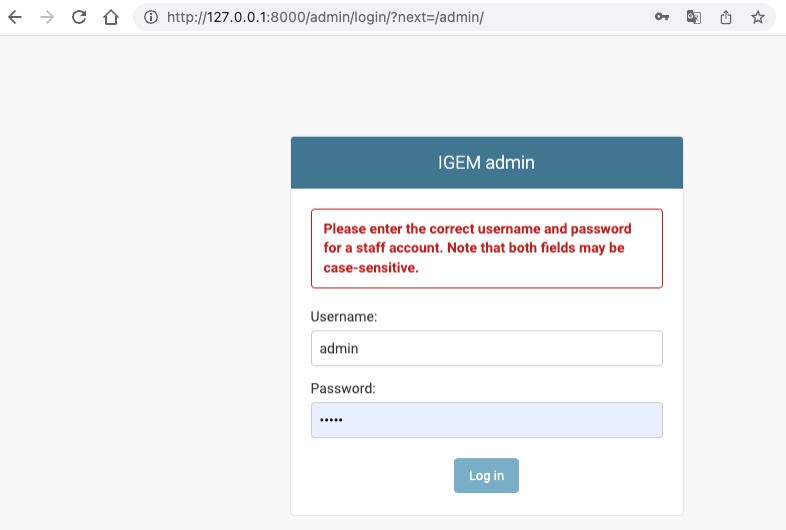 http://127.0.0.1:8000/admin/login/?next=/admin/
IGEM admin
Please enter the correct username and password
for a staff account. Note that both fields may be
case-sensitive.
Username:
admin
Password:
•••••
Log in